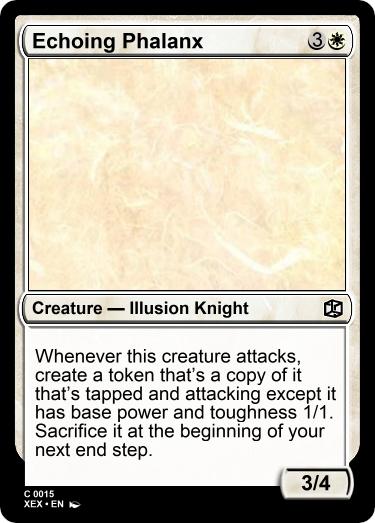 Echoing Phalanx 3
Creature — Illusion Knight
Whenever this creature attacks,
create a token that's a copy of it
that's tapped and attacking except it
has base power and toughness 1/1.
Sacrifice it at the beginning of your
next end step.
3/4
C 0015
XEX • EN